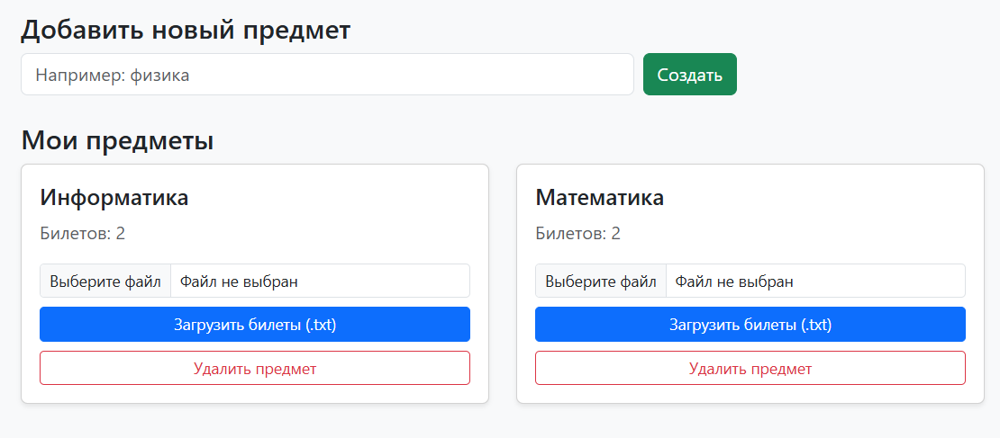 Добавить новый предмет
Например: физика
Создать
Мои предметы
Информатика
Билетов: 2
Выберите файл Файл не выбран
Загрузить билеты (.txt)
Удалить предмет
Математика
Билетов: 2
Выберите файл Файл не выбран
Загрузить билеты (.txt)
Удалить предмет